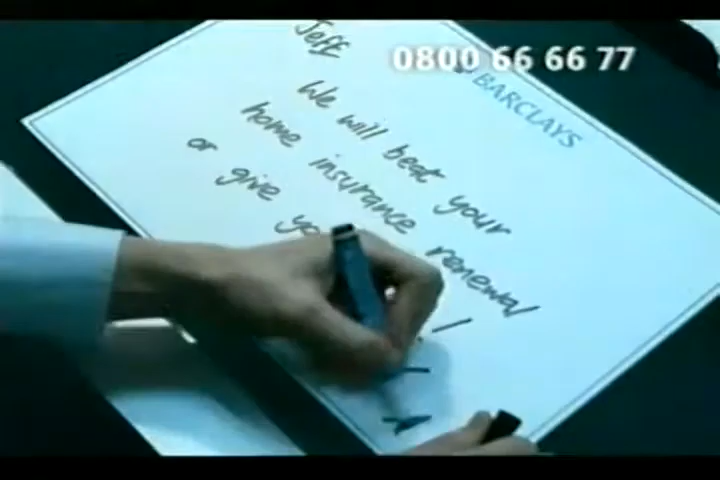 0800 66 66 77
BARCLAYS
Jeff
We will beat your
home insurance renewal
or give